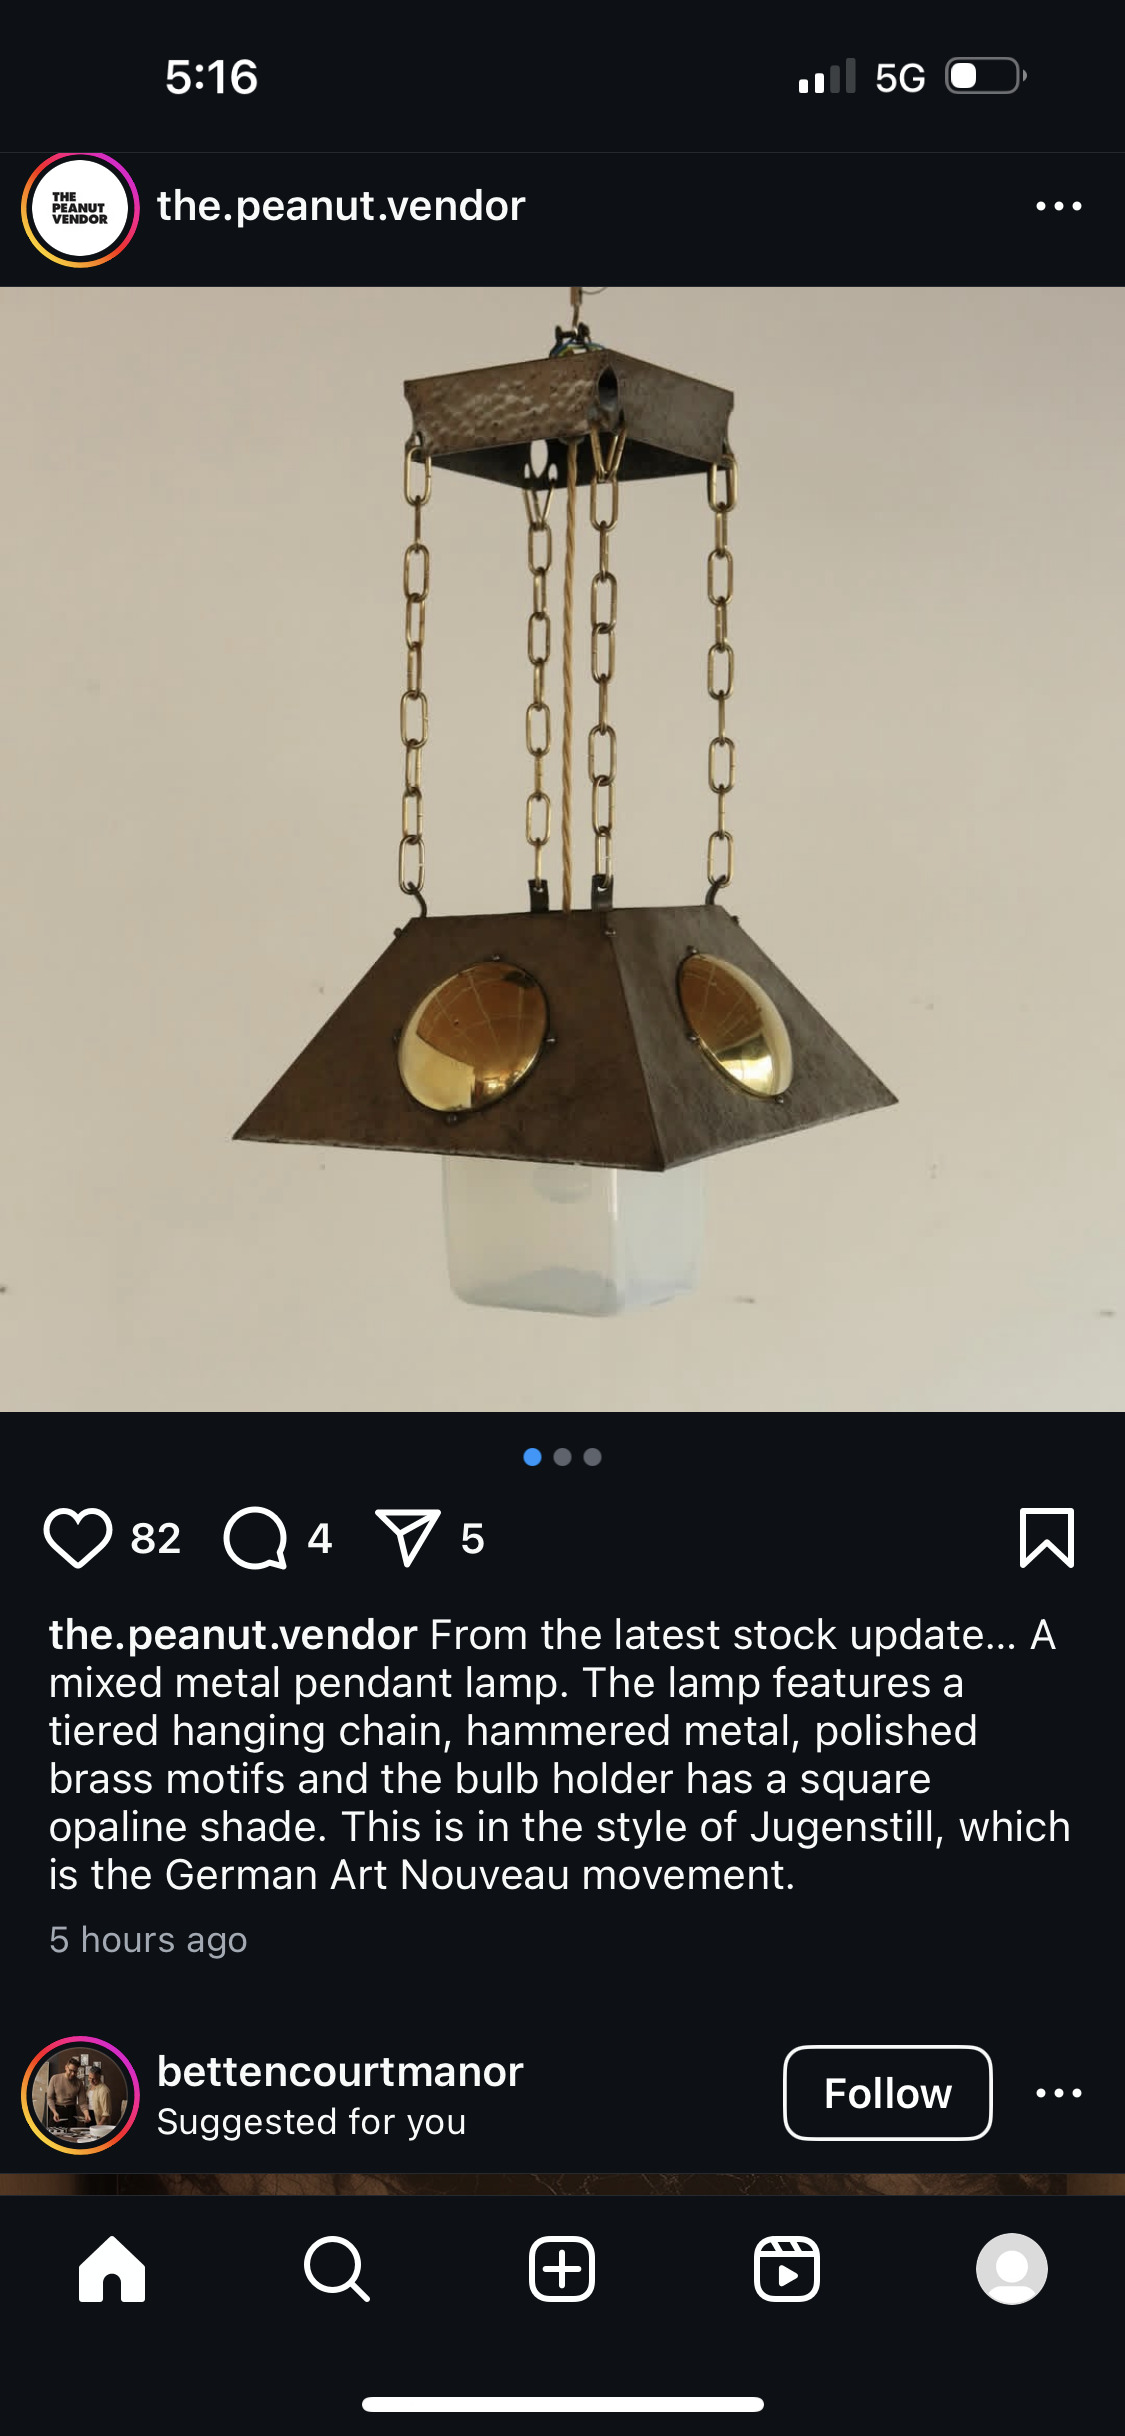 5:16
5G
THE
PEANUT
VENDOR
the.peanut.vendor
82
4
5
the.peanut.vendor From the latest stock update... A
mixed metal pendant lamp. The lamp features a
tiered hanging chain, hammered metal, polished
brass motifs and the bulb holder has a square
opaline shade. This is in the style of Jugenstill, which
is the German Art Nouveau movement.
5 hours ago
bettencourtmanor
Suggested for you
Follow